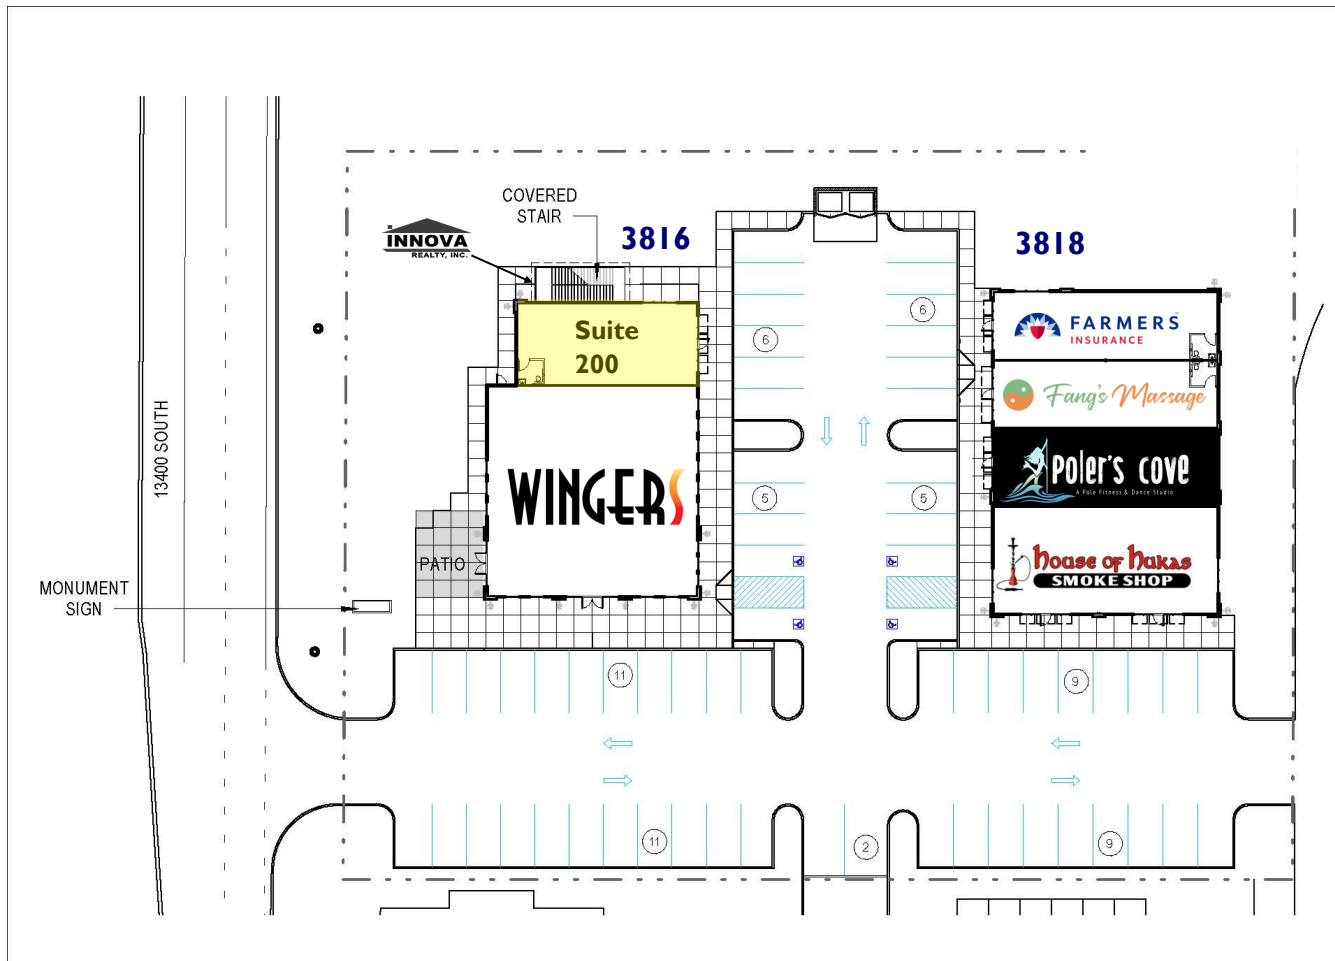 COVERED
STAIR
INNOVA
REALTY, INC.
3816
3818
Suite
200
6
6
FARMERS
INSURANCE
Fang's Massage
13400 SOUTH
WINGERS
5
5
POLER'S COVE
A Pole Fitness & Dance Studio
PATIO
House of Hukas
SMOKE SHOP
MONUMENT
SIGN
11
9
11
2
9